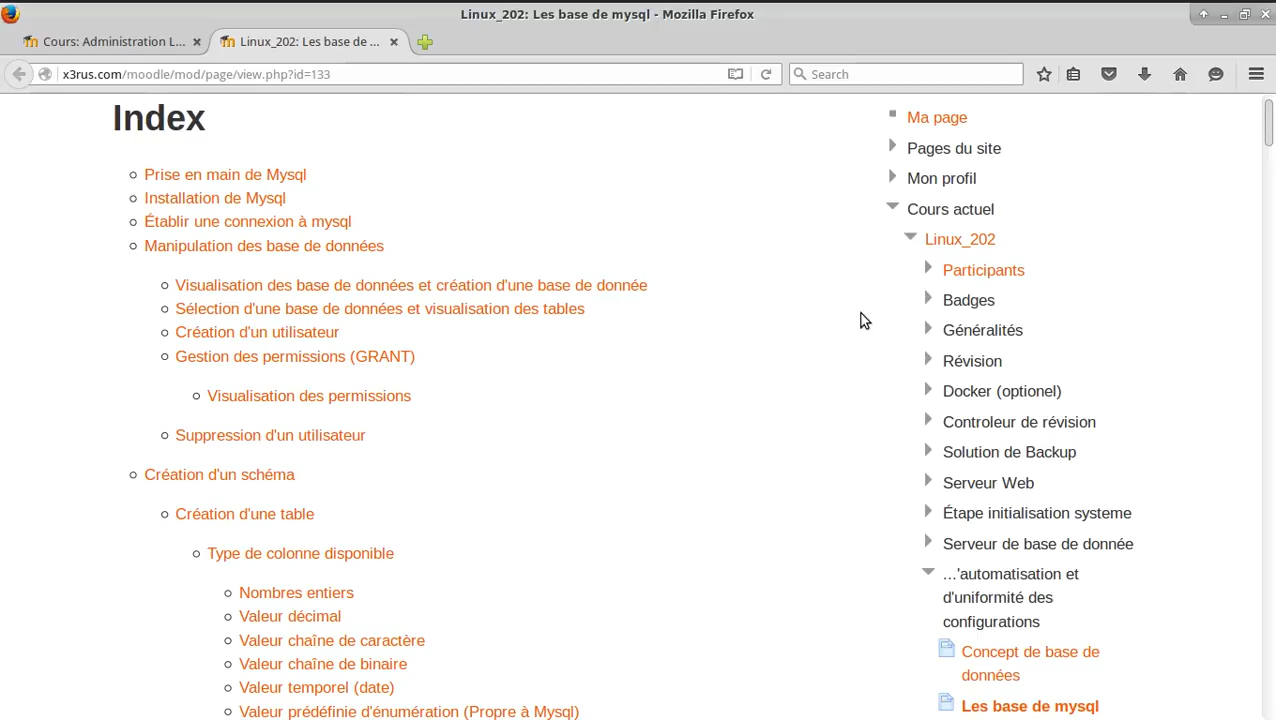 Linux_202: Les base de mysql - Mozilla Firefox
Cours: Administration L...
Linux_202: Les base de ...
x3rus.com/moodle/mod/page/view.php?id=133
Search
Index
Prise en main de Mysql
Installation de Mysql
Établir une connexion à mysql
Manipulation des base de données
Visualisation des base de données et création d'une base de donnée
Sélection d'une base de données et visualisation des tables
Création d'un utilisateur
Gestion des permissions (GRANT)
Visualisation des permissions
Suppression d'un utilisateur
Création d'un schéma
Création d'une table
Type de colonne disponible
Nombres entiers
Valeur décimal
Valeur chaîne de caractère
Valeur chaîne de binaire
Valeur temporel (date)
Valeur prédéfinie d'énumération (Propre à Mysql)
Ma page
Pages du site
Mon profil
Cours actuel
Linux_202
Participants
Badges
Généralités
Révision
Docker (optionel)
Controleur de révision
Solution de Backup
Serveur Web
Étape initialisation systeme
Serveur de base de donnée
...'automatisation et
d'uniformité des
configurations
Concept de base de
données
Les base de mysql